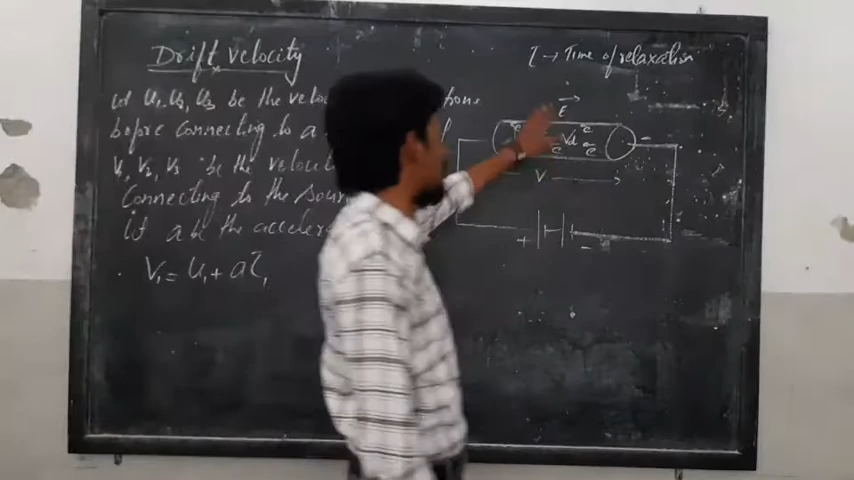 Drift Velocity
τ → Time of relaxation
let u₁, u₂, u₃ be the velo
before connecting to a
v₁, v₂, v₃ be the velo
Connecting to the sour
let a be the acceler
V₁ = u₁ + aτ₁
E
e e
Vd
e e
V
+ -